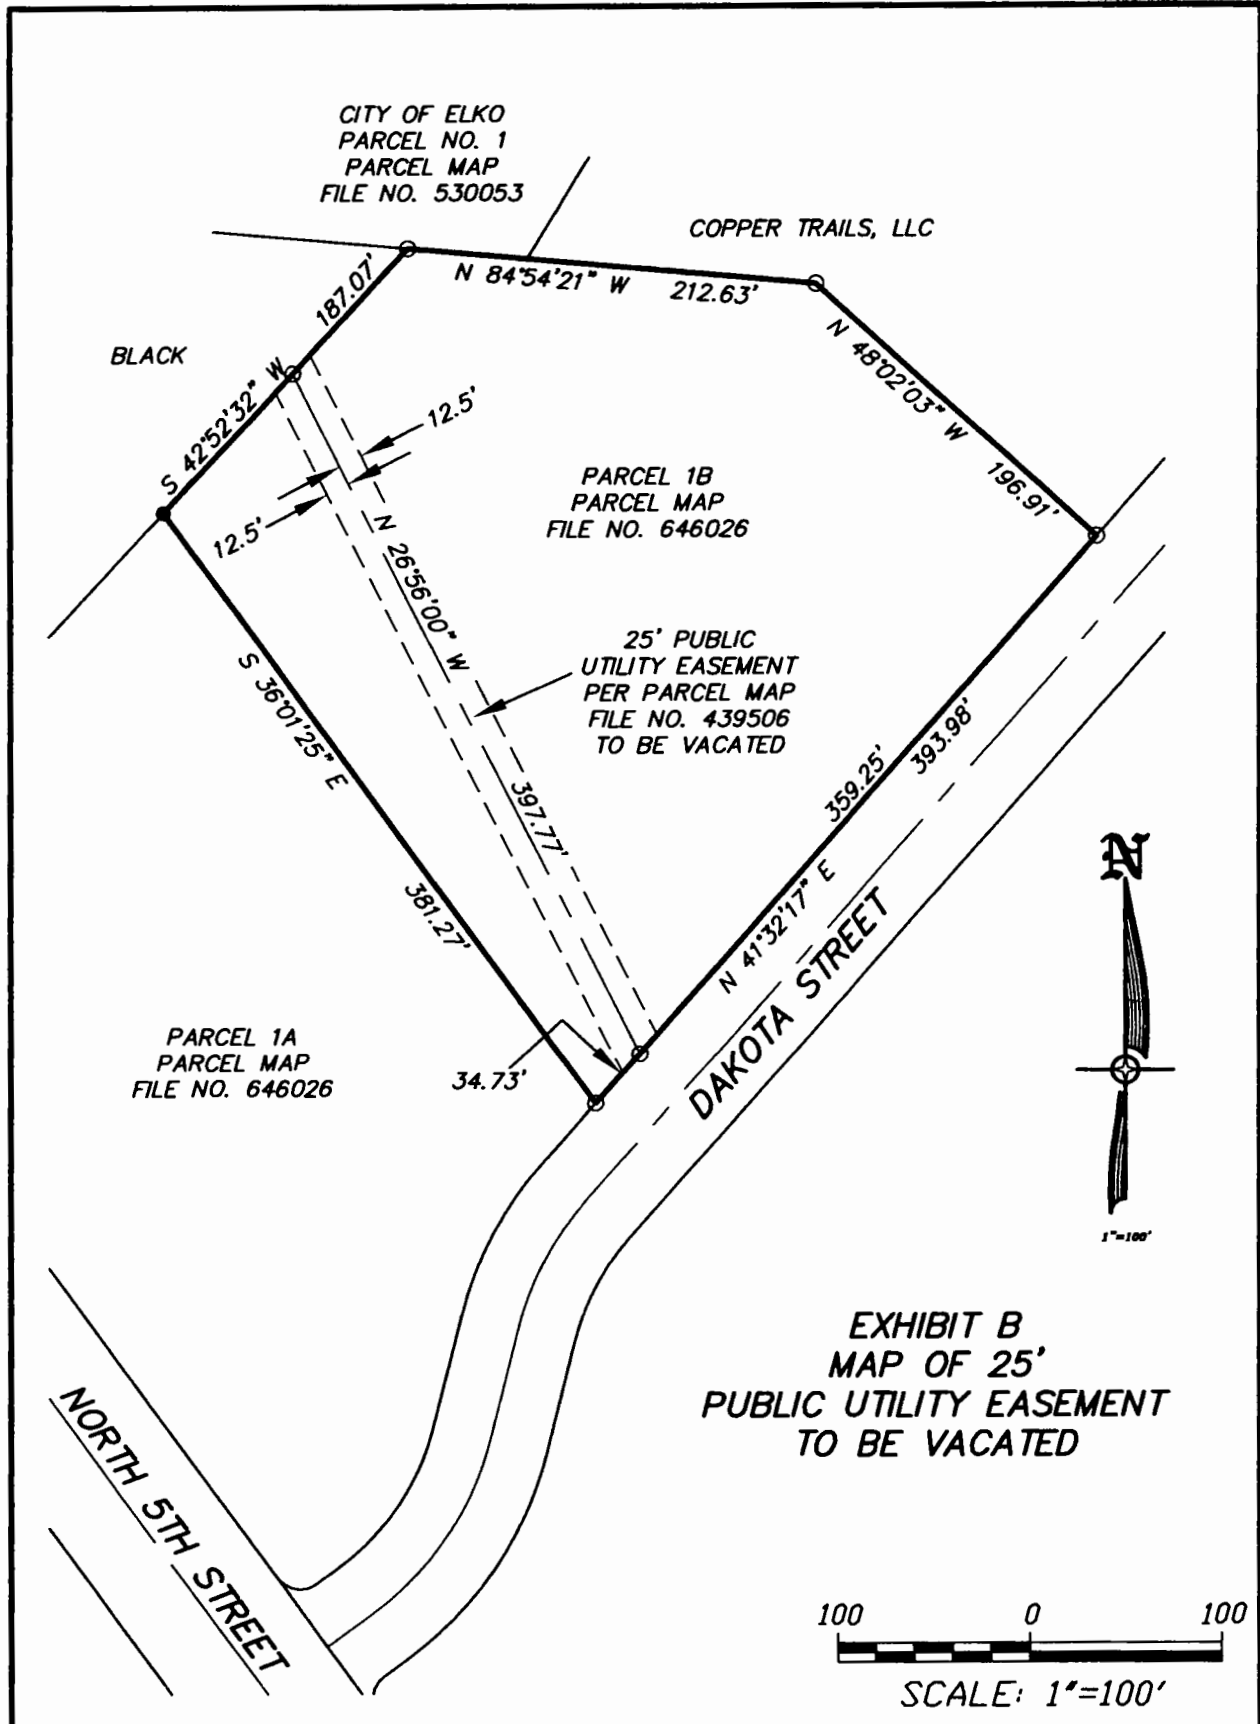 CITY OF ELKO
PARCEL NO. 1
PARCEL MAP
FILE NO. 530053
COPPER TRAILS, LLC
N 84°54'21" W 212.63'
187.07'
BLACK
S 42°52'32" W
N 48°02'03" W
196.91'
12.5'
12.5'
PARCEL 1B
PARCEL MAP
FILE NO. 646026
N 26°56'00" W
397.77'
25' PUBLIC
UTILITY EASEMENT
PER PARCEL MAP
FILE NO. 439506
TO BE VACATED
S 36°01'25" E
381.27'
359.25'
393.98'
N 41°32'17" E
DAKOTA STREET
N
PARCEL 1A
PARCEL MAP
FILE NO. 646026
34.73'
1"=100'
EXHIBIT B
MAP OF 25'
PUBLIC UTILITY EASEMENT
TO BE VACATED
NORTH 5TH STREET
100 0 100
SCALE: 1"=100'